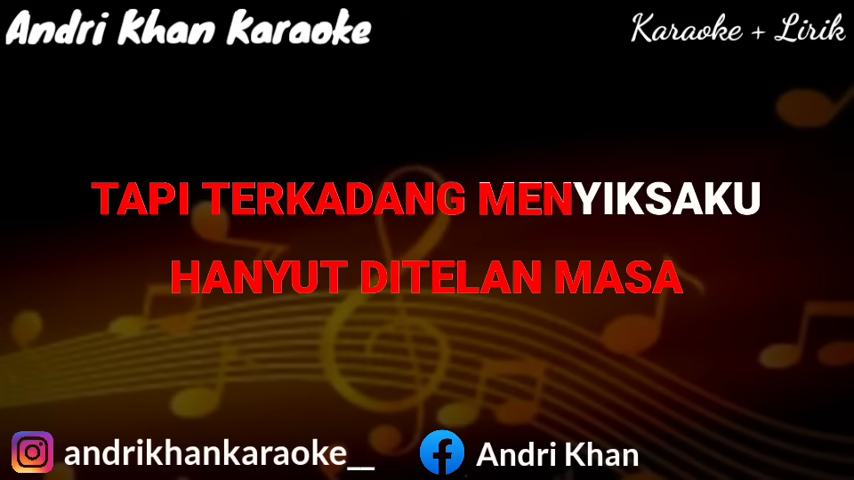 Andri Khan Karaoke
Karaoke + Lirik
TAPI TERKADANG MENYIKSAKU
HANYUT DITELAN MASA
andrikhankaraoke__
Andri Khan